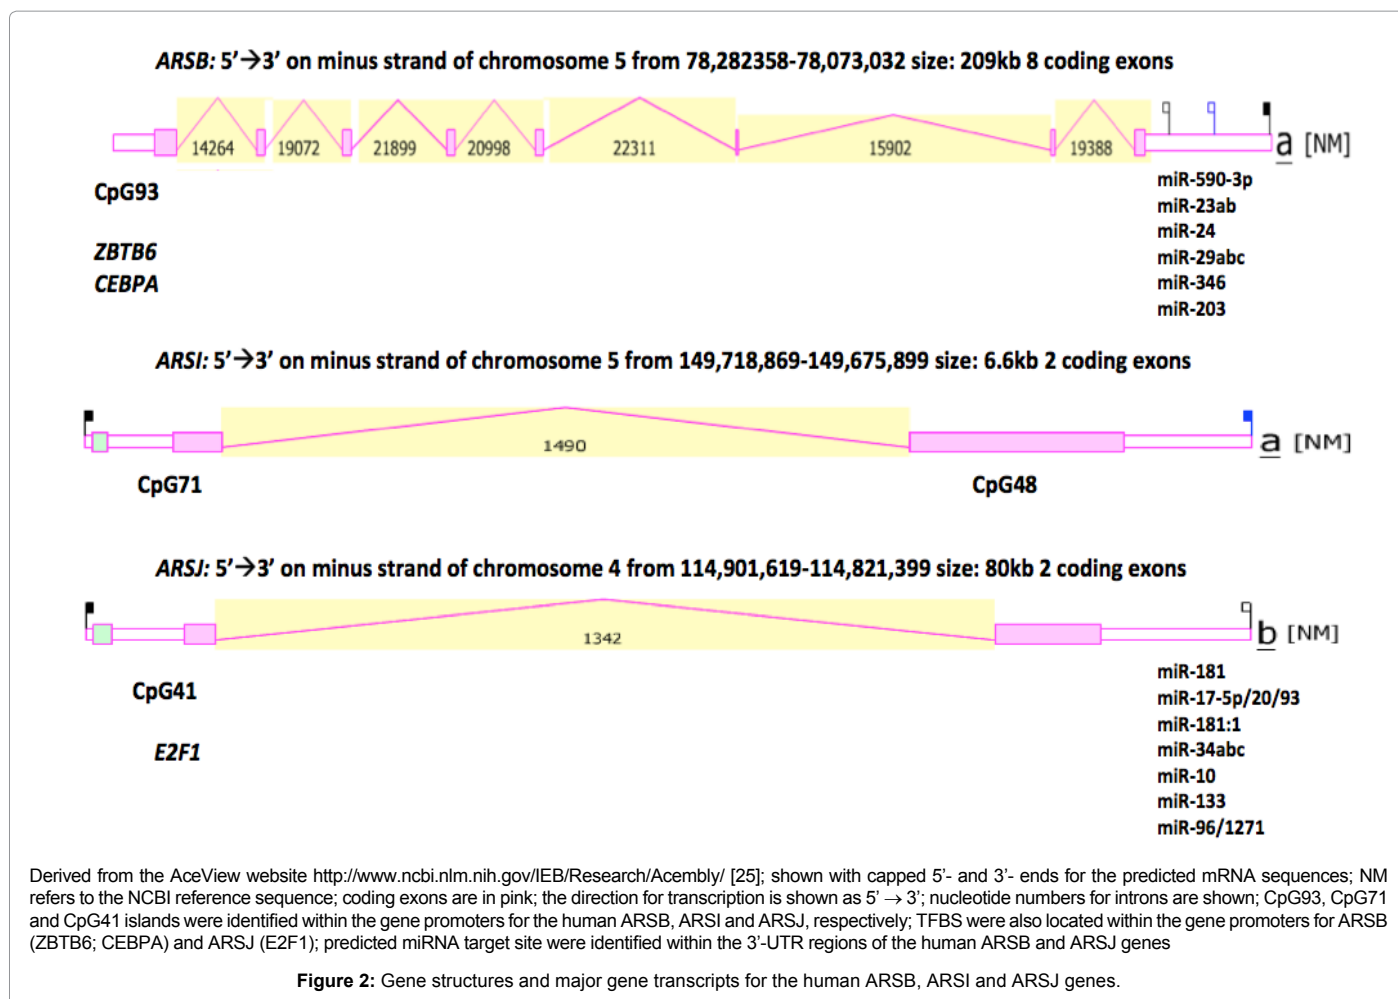 ARSB: 5’→3’ on minus strand of chromosome 5 from 78,282358-78,073,032 size: 209kb 8 coding exons
14264 19072 21899 20998 22311 15902 19388 a [NM]
CpG93
ZBTB6
CEBPA
miR-590-3p
miR-23ab
miR-24
miR-29abc
miR-346
miR-203
ARSI: 5’→3’ on minus strand of chromosome 5 from 149,718,869-149,675,899 size: 6.6kb 2 coding exons
1490 a [NM]
CpG71 CpG48
ARSJ: 5’→3’ on minus strand of chromosome 4 from 114,901,619-114,821,399 size: 80kb 2 coding exons
1342 b [NM]
CpG41
E2F1
miR-181
miR-17-5p/20/93
miR-181:1
miR-34abc
miR-10
miR-133
miR-96/1271
Derived from the AceView website http://www.ncbi.nlm.nih.gov/IEB/Research/Acembly/ [25]; shown with capped 5’- and 3’- ends for the predicted mRNA sequences; NM
refers to the NCBI reference sequence; coding exons are in pink; the direction for transcription is shown as 5’ → 3’; nucleotide numbers for introns are shown; CpG93, CpG71
and CpG41 islands were identified within the gene promoters for the human ARSB, ARSI and ARSJ, respectively; TFBS were also located within the gene promoters for ARSB
(ZBTB6; CEBPA) and ARSJ (E2F1); predicted miRNA target site were identified within the 3’-UTR regions of the human ARSB and ARSJ genes
Figure 2: Gene structures and major gene transcripts for the human ARSB, ARSI and ARSJ genes.